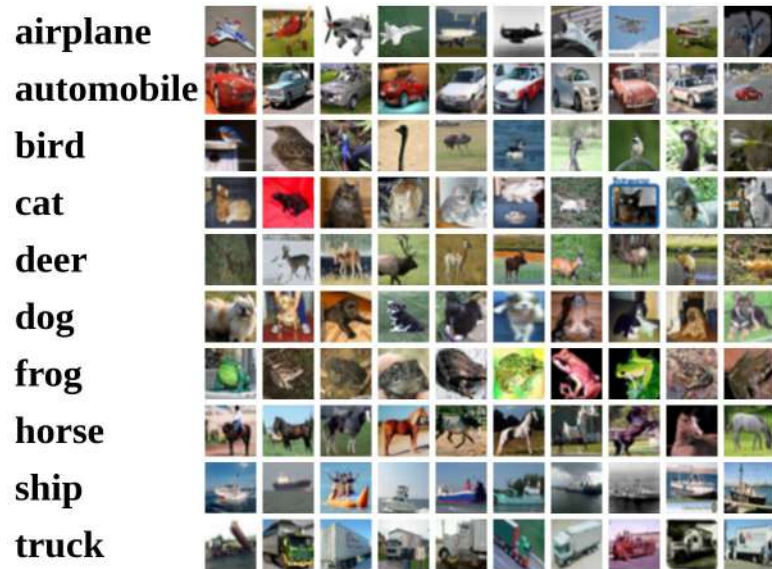 airplane
automobile
bird
cat
deer
dog
frog
horse
ship
truck